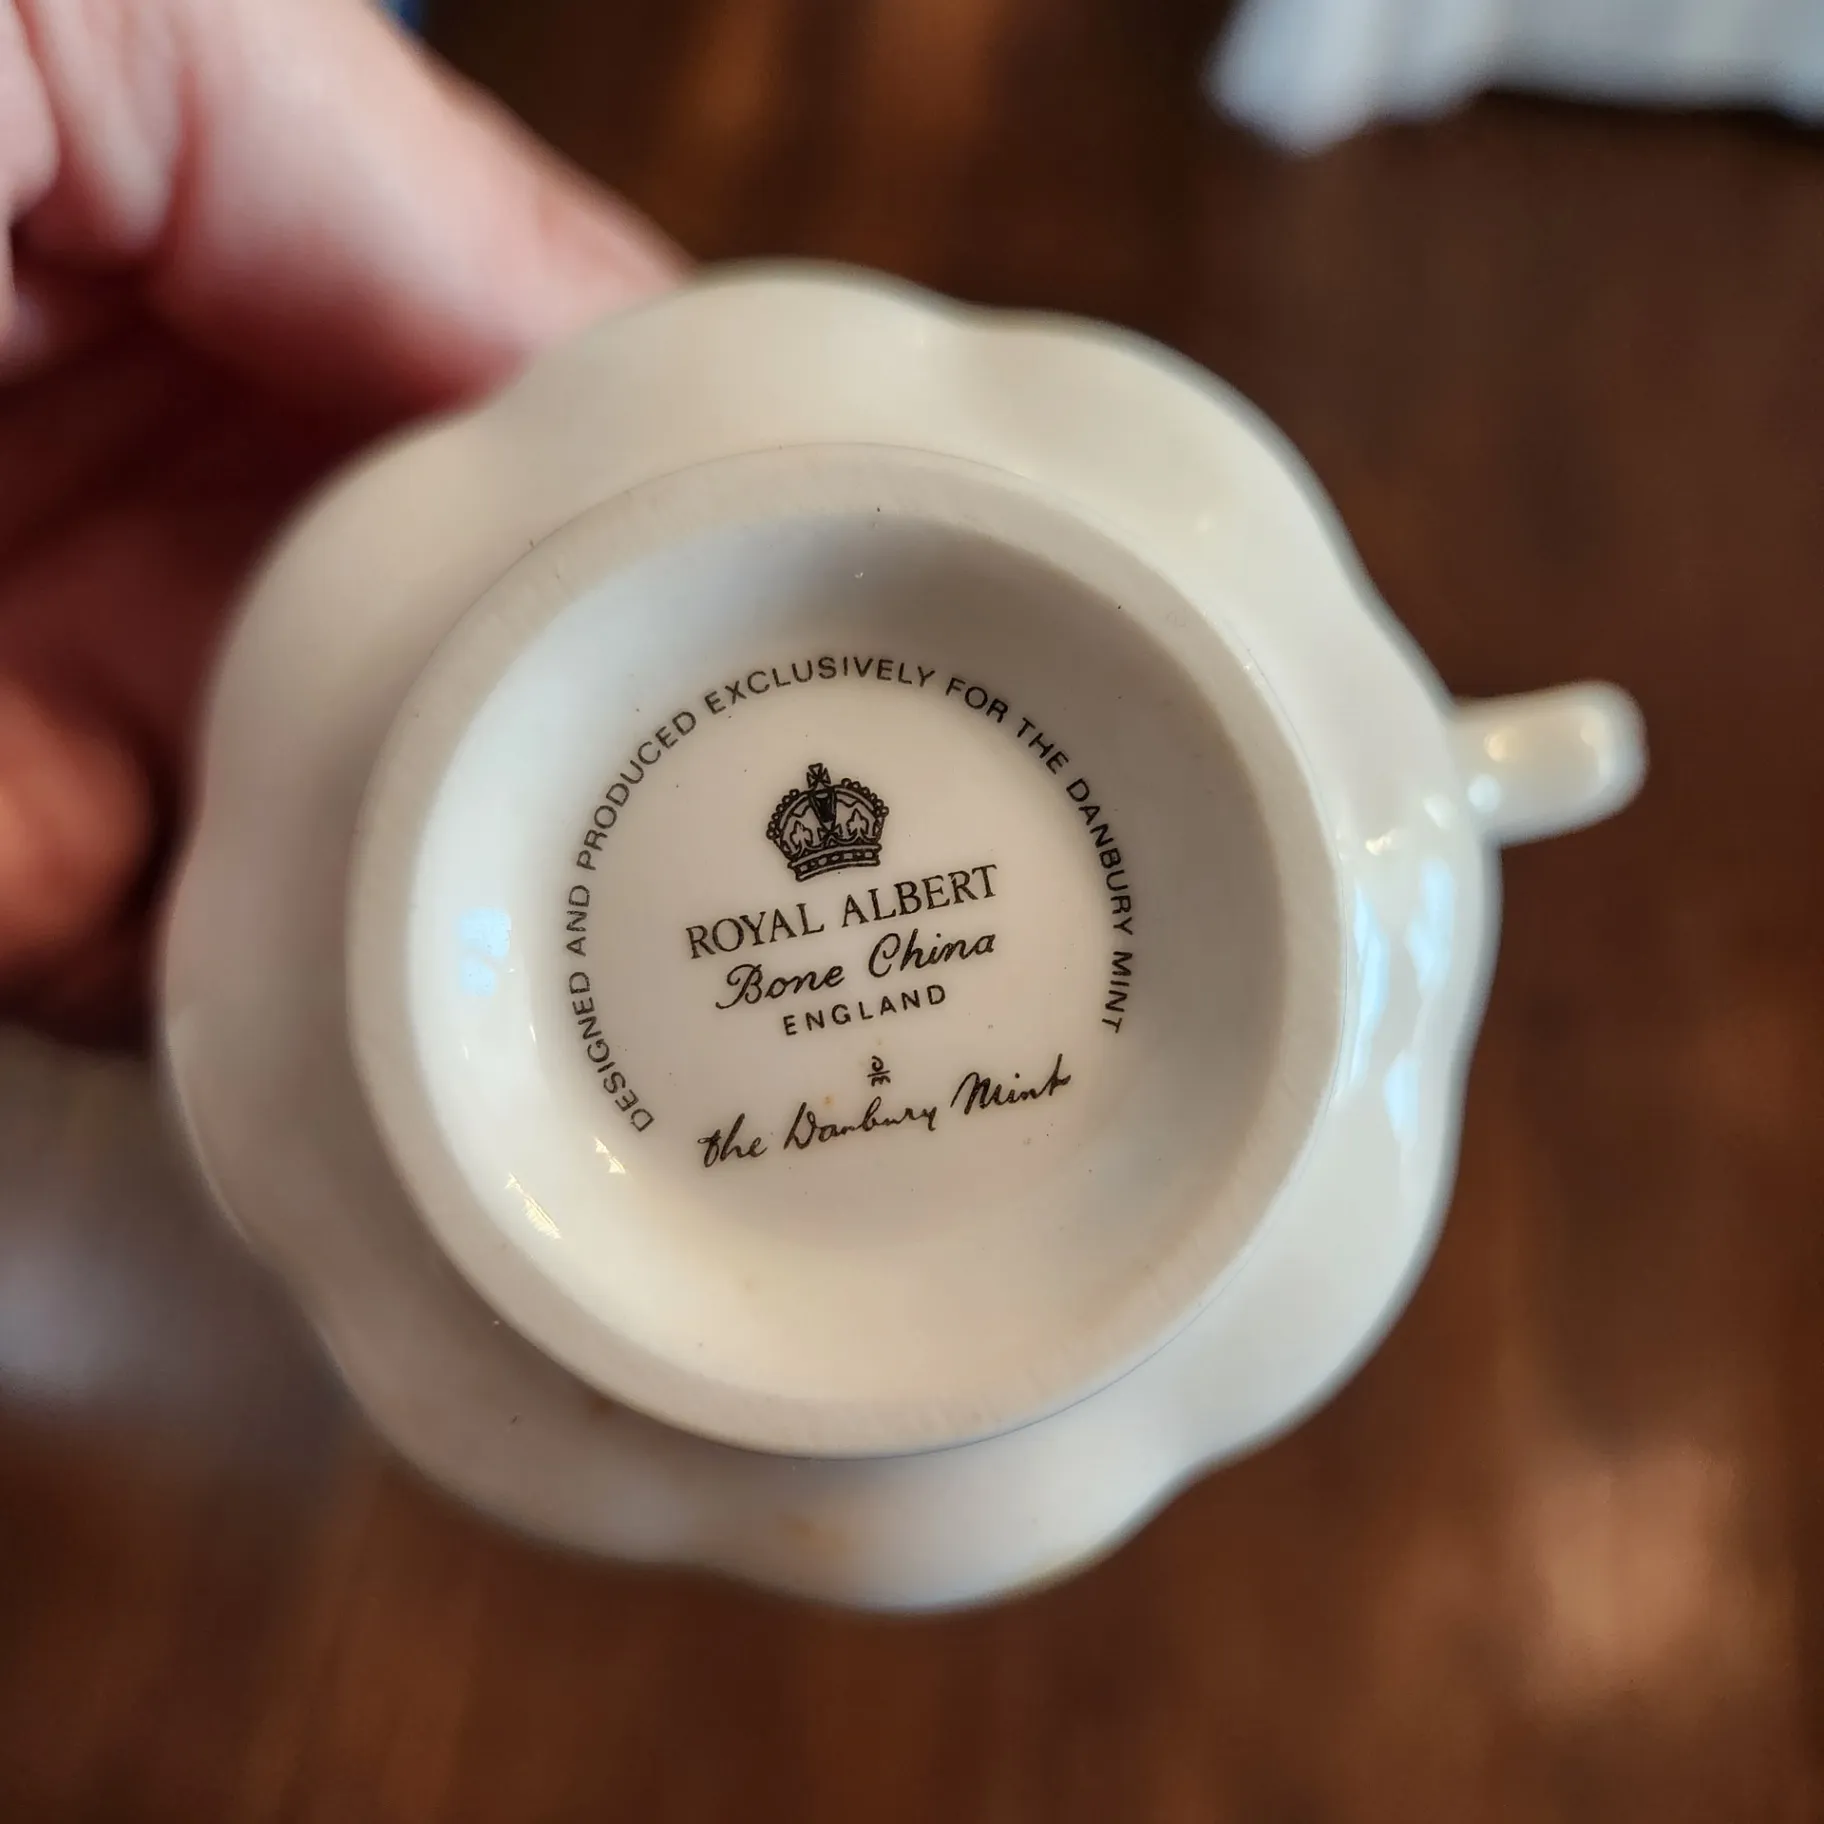 DESIGNED AND PRODUCED EXCLUSIVELY FOR THE DANBURY MINT
ROYAL ALBERT
Bone China
ENGLAND
d/m
The Danbury Mint